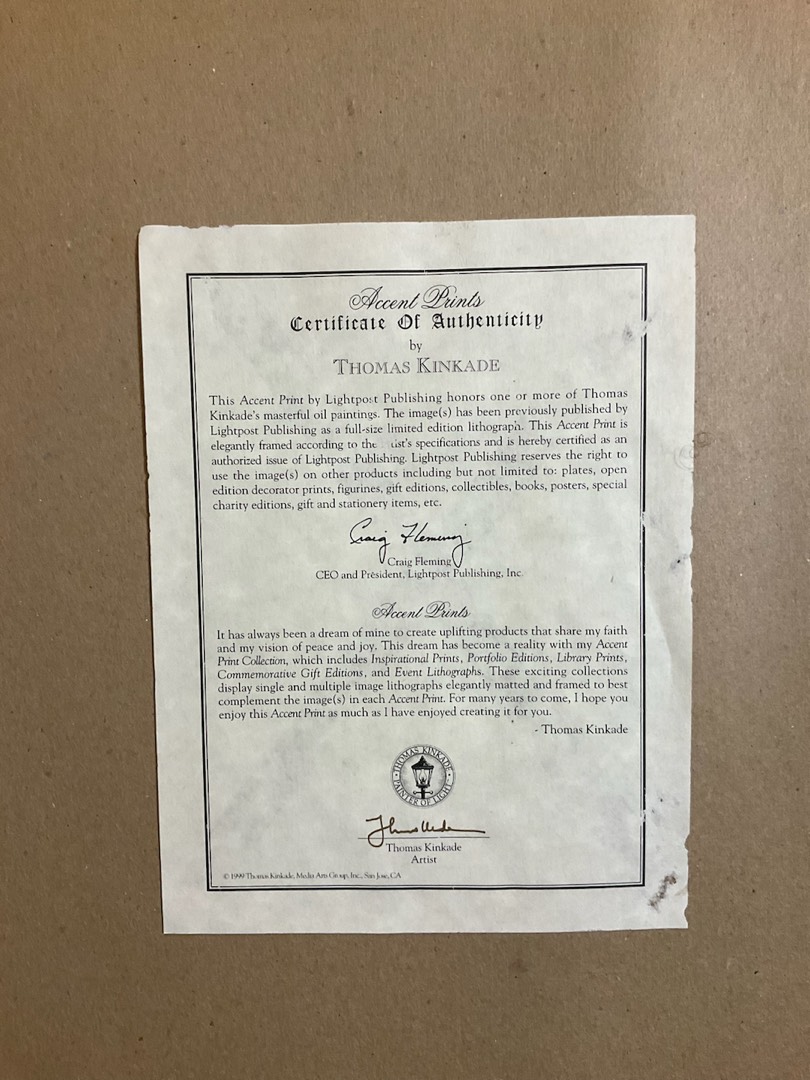 Accent Prints
Certificate Of Authenticity
by
THOMAS KINKADE
This Accent Print by Lightpost Publishing honors one or more of Thomas
Kinkade's masterful oil paintings. The image(s) has been previously published by
Lightpost Publishing as a full-size limited edition lithograph. This Accent Print is
elegantly framed according to the ist's specifications and is hereby certified as an
authorized issue of Lightpost Publishing. Lightpost Publishing reserves the right to
use the image(s) on other products including but not limited to: plates, open
edition decorator prints, figurines, gift editions, collectibles, books, posters, special
charity editions, gift and stationery items, etc.
Craig Fleming
Craig Fleming
CEO and President, Lightpost Publishing, Inc.
Accent Prints
It has always been a dream of mine to create uplifting products that share my faith
and my vision of peace and joy. This dream has become a reality with my Accent
Print Collection, which includes Inspirational Prints, Portfolio Editions, Library Prints,
Commemorative Gift Editions, and Event Lithographs. These exciting collections
display single and multiple image lithographs elegantly matted and framed to best
complement the image(s) in each Accent Print. For many years to come, I hope you
enjoy this Accent Print as much as I have enjoyed creating it for you.
- Thomas Kinkade
THOMAS KINKADE
PAINTER OF LIGHT
Thomas Kinkade
Artist
© 1999 Thomas Kinkade, Media Arts Group, Inc., San Jose, CA